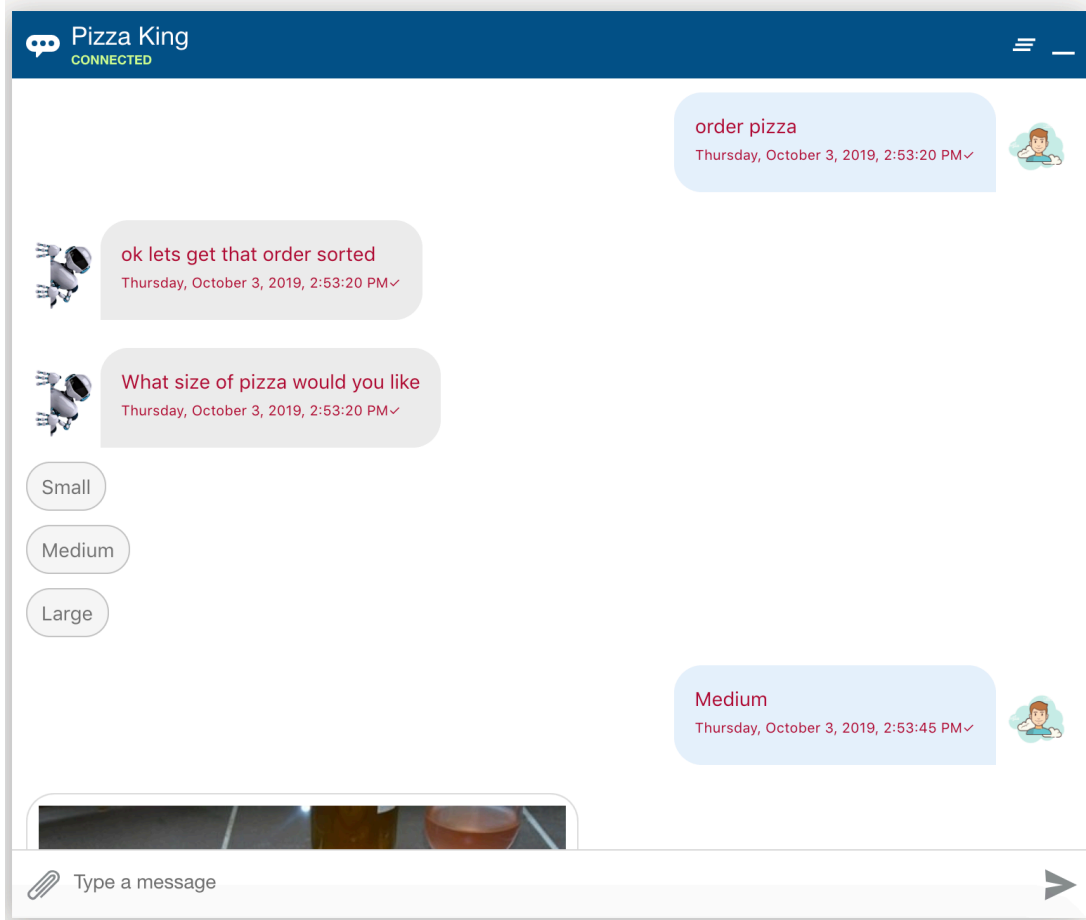 Pizza King
CONNECTED
order pizza
Thursday, October 3, 2019, 2:53:20 PM✓
ok lets get that order sorted
Thursday, October 3, 2019, 2:53:20 PM✓
What size of pizza would you like
Thursday, October 3, 2019, 2:53:20 PM✓
Small
Medium
Large
Medium
Thursday, October 3, 2019, 2:53:45 PM✓
Type a message